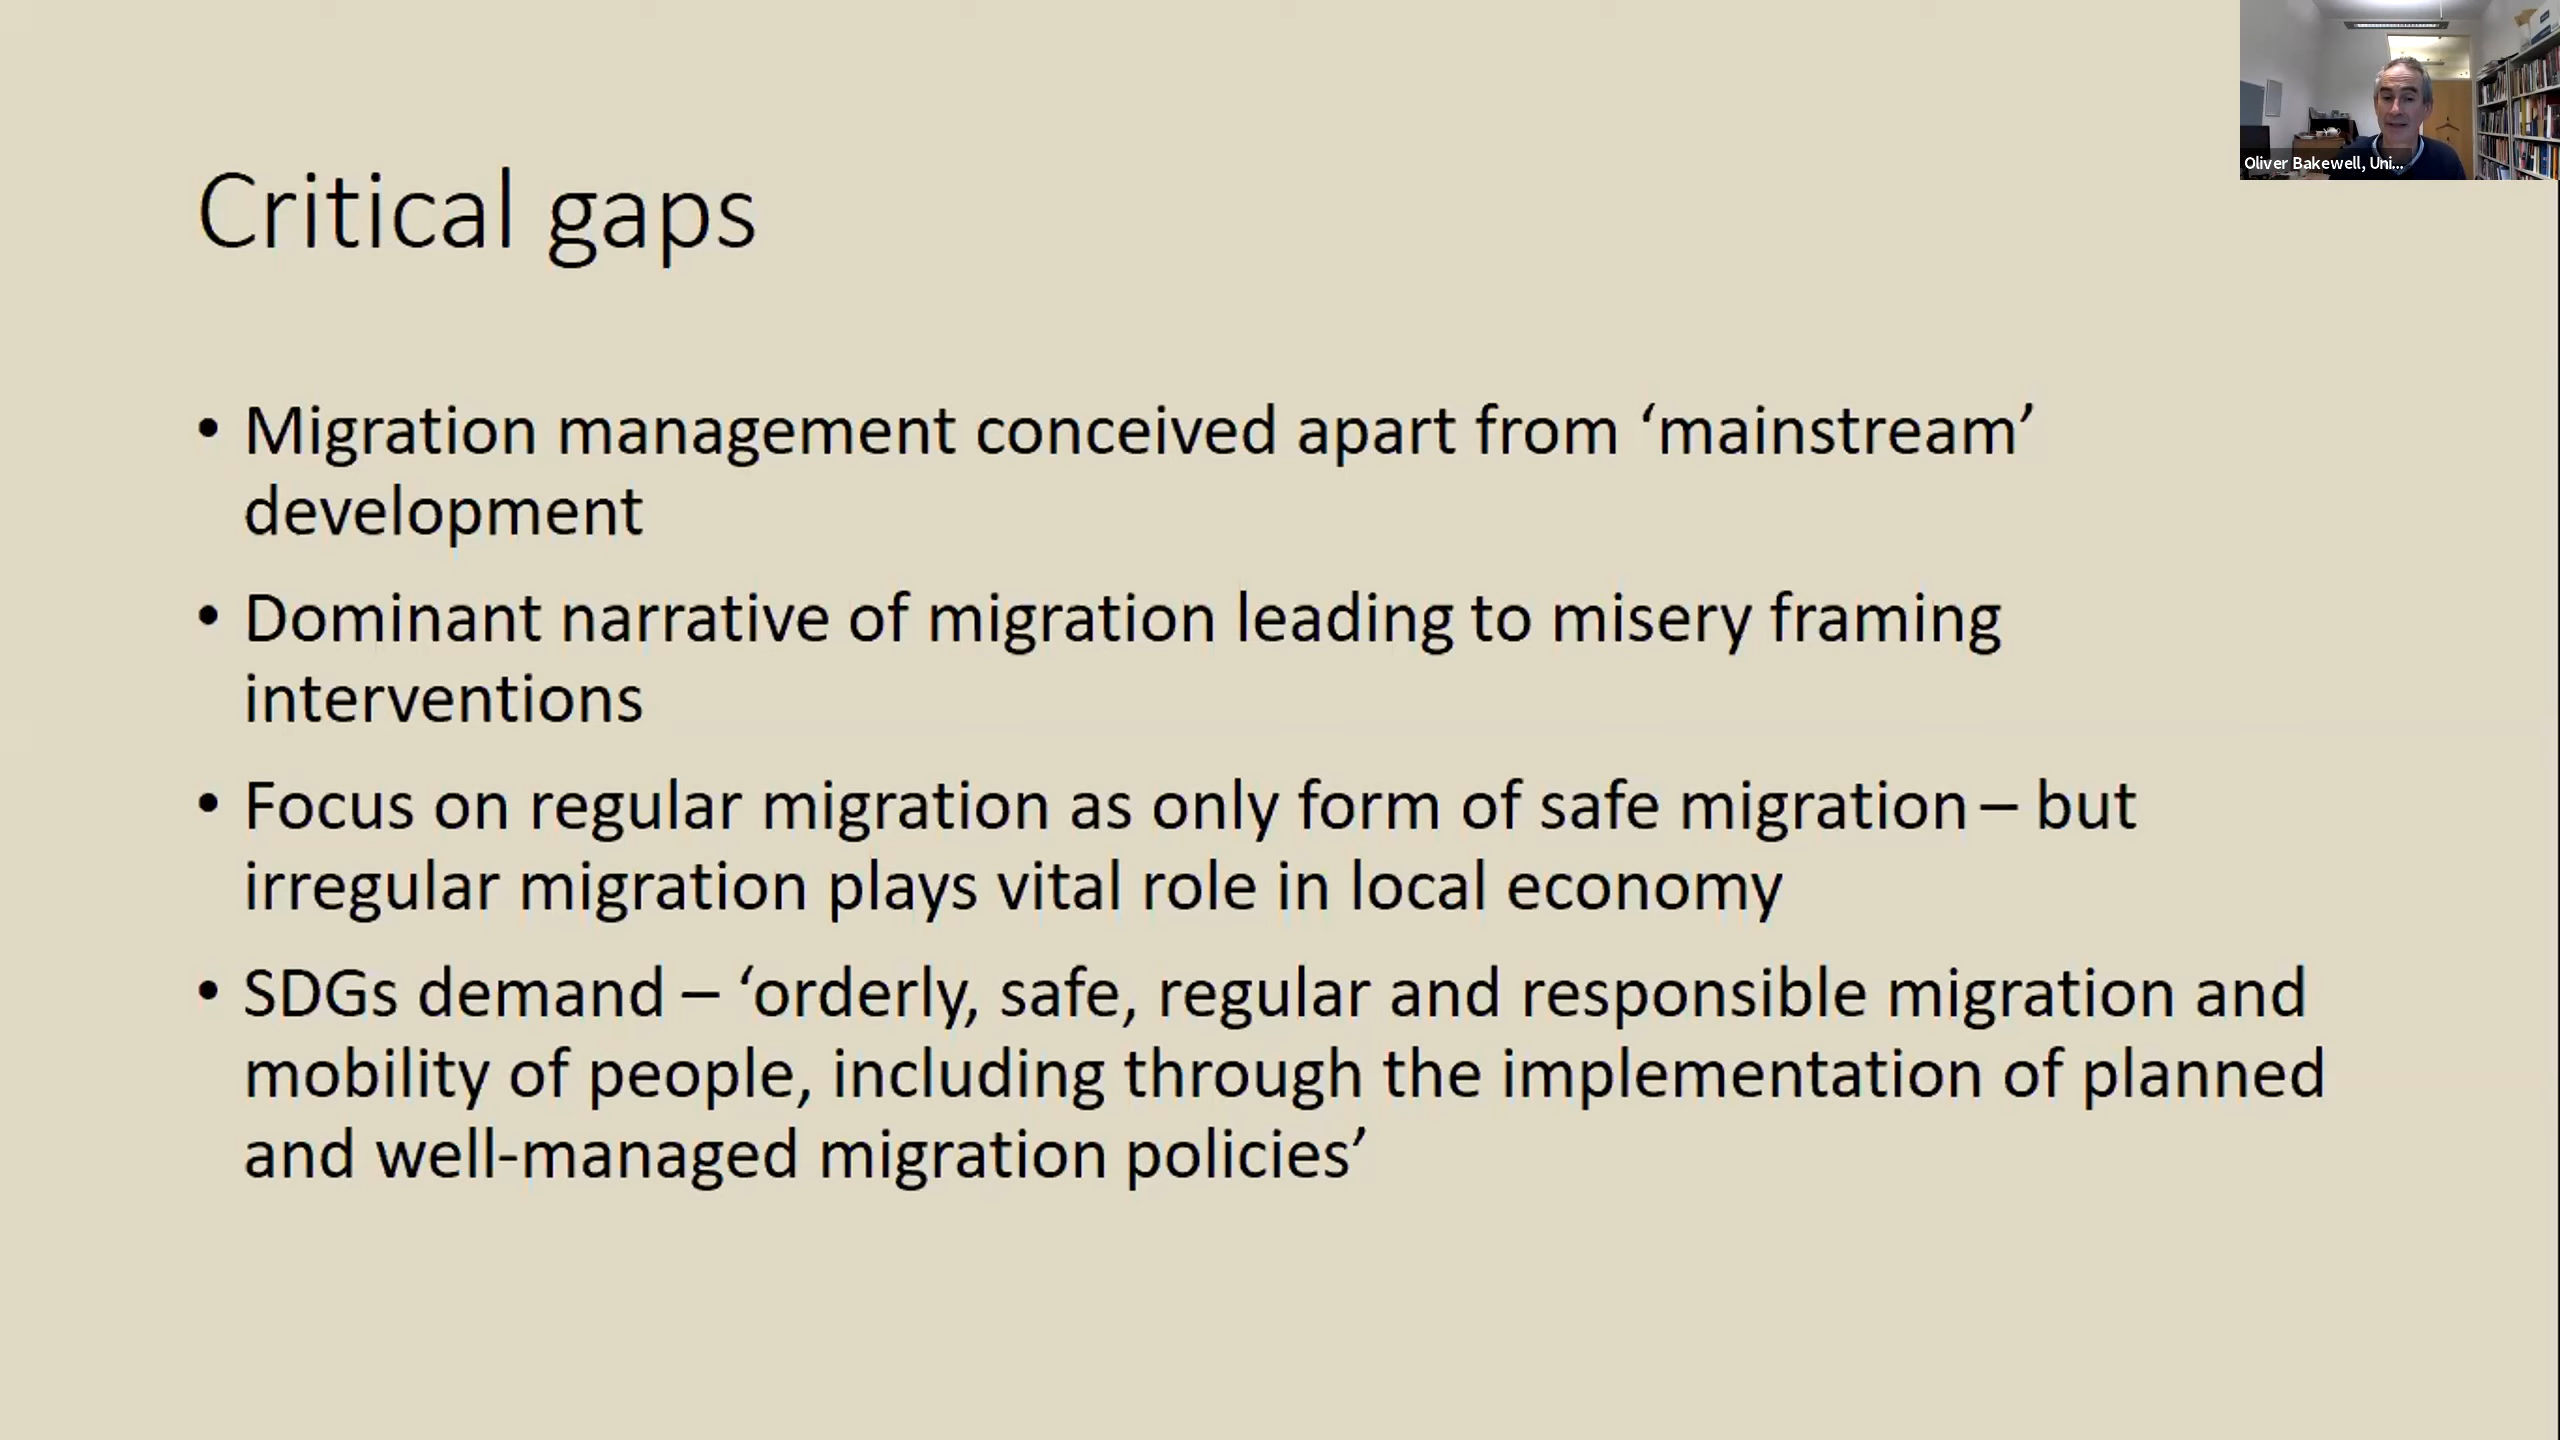 Critical gaps
• Migration management conceived apart from ‘mainstream’
development
• Dominant narrative of migration leading to misery framing
interventions
• Focus on regular migration as only form of safe migration – but
irregular migration plays vital role in local economy
• SDGs demand – ‘orderly, safe, regular and responsible migration and
mobility of people, including through the implementation of planned
and well-managed migration policies’
Oliver Bakewell, Uni...